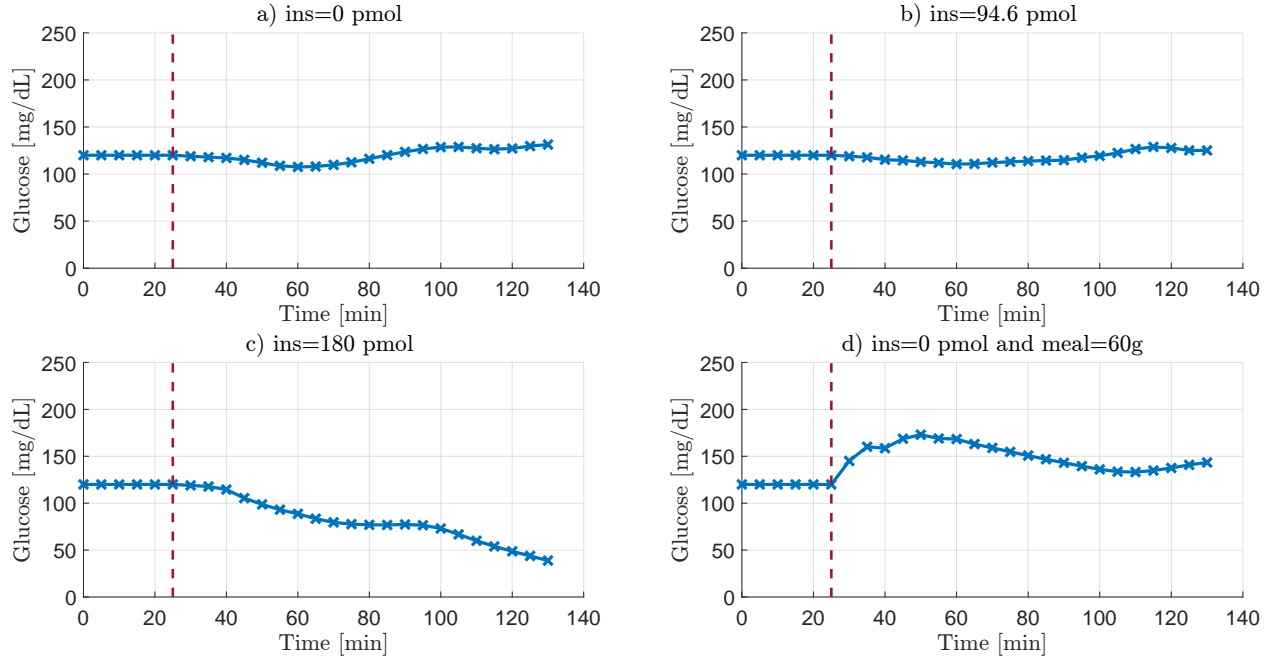 a) ins=0 pmol
250
200
150
100
50
0
Glucose [mg/dL]
0 20 40 60 80 100 120 140
Time [min]
b) ins=94.6 pmol
250
200
150
100
50
0
Glucose [mg/dL]
0 20 40 60 80 100 120 140
Time [min]
c) ins=180 pmol
250
200
150
100
50
0
Glucose [mg/dL]
0 20 40 60 80 100 120 140
Time [min]
d) ins=0 pmol and meal=60g
250
200
150
100
50
0
Glucose [mg/dL]
0 20 40 60 80 100 120 140
Time [min]